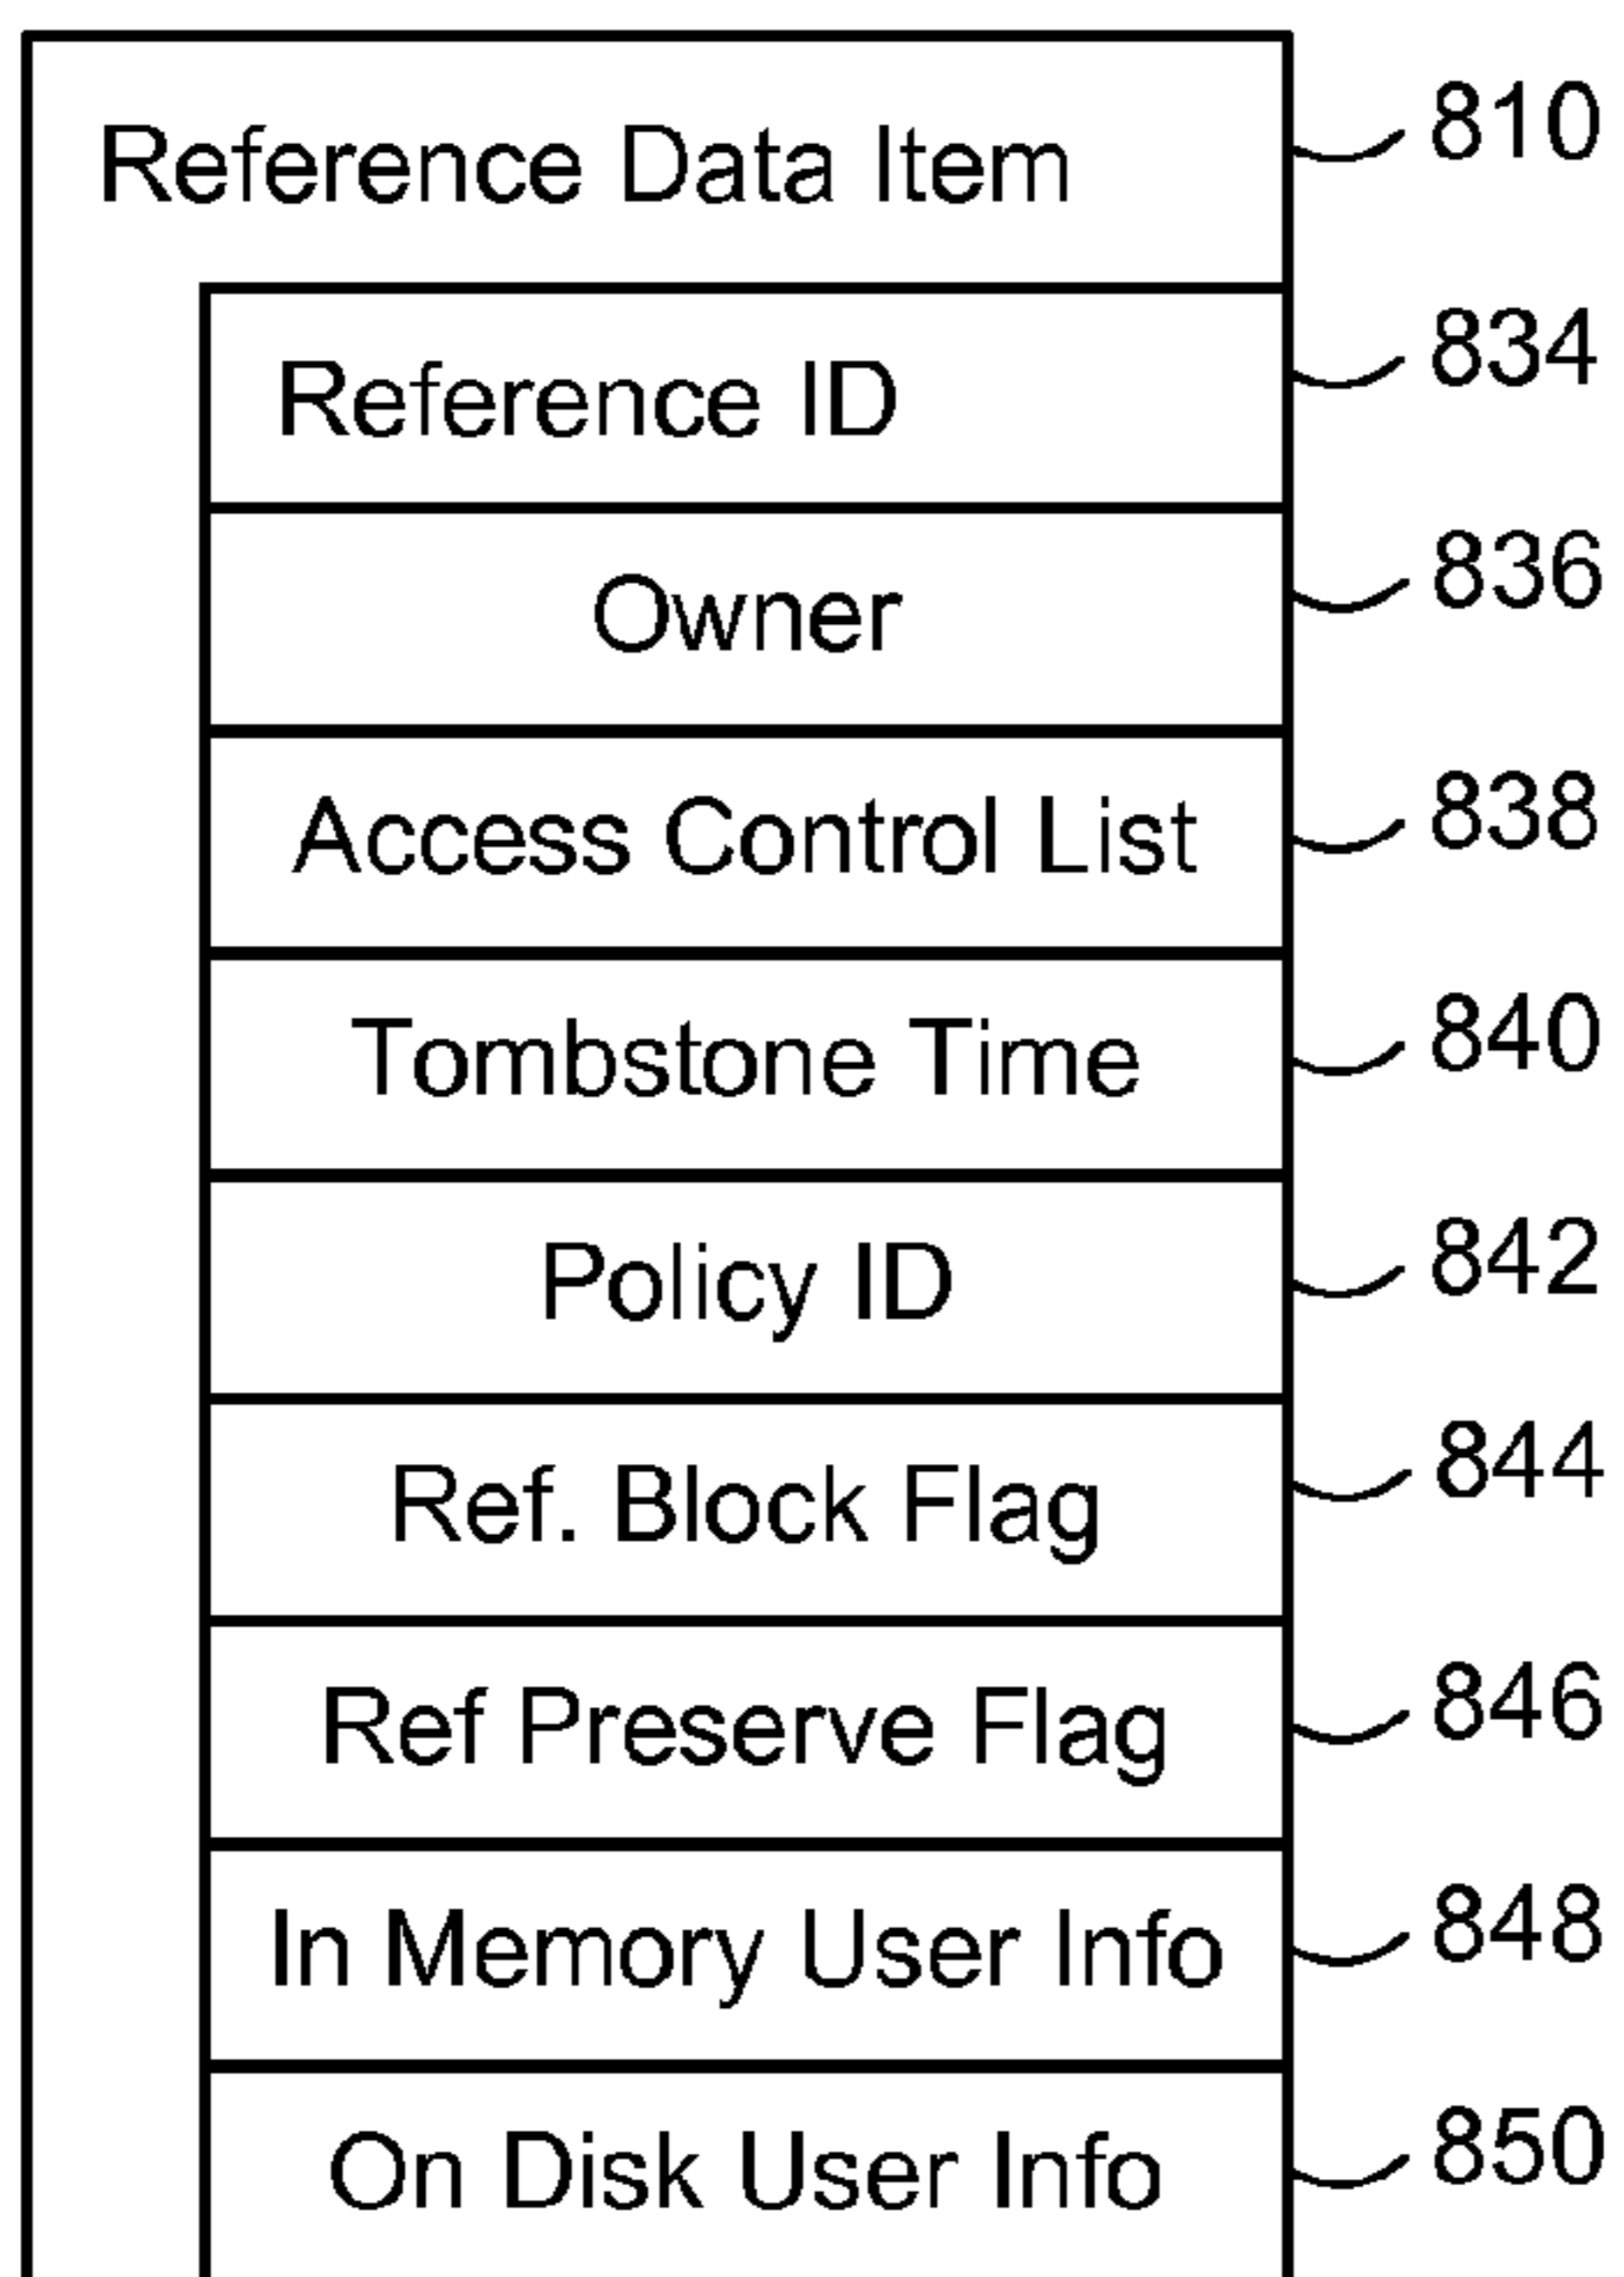 Reference Data Item 810
Reference ID 834
Owner 836
Access Control List 838
Tombstone Time 840
Policy ID 842
Ref. Block Flag 844
Ref Preserve Flag 846
In Memory User Info 848
On Disk User Info 850